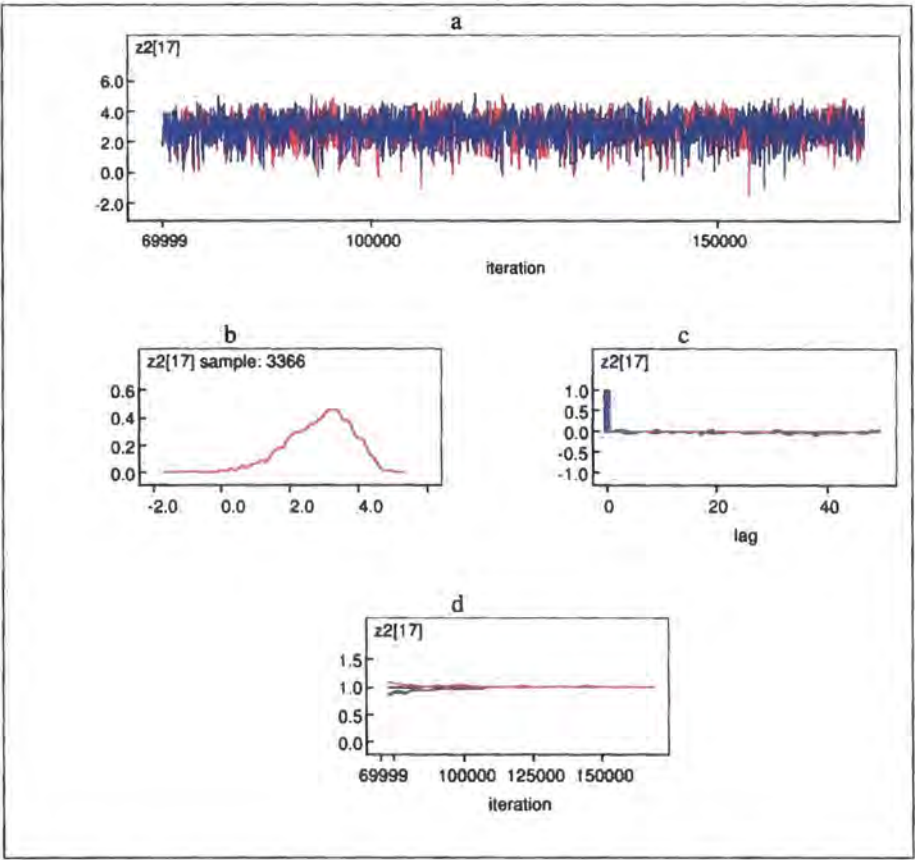 a
z2[17]
6.0
4.0
2.0
0.0
-2.0
69999 100000 150000
iteration
b
z2[17] sample: 3366
0.6
0.4
0.2
0.0
-2.0 0.0 2.0 4.0
c
z2[17]
1.0
0.5
0.0
-0.5
-1.0
0 20 40
lag
d
z2[17]
1.5
1.0
0.5
0.0
69999 100000 125000 150000
iteration